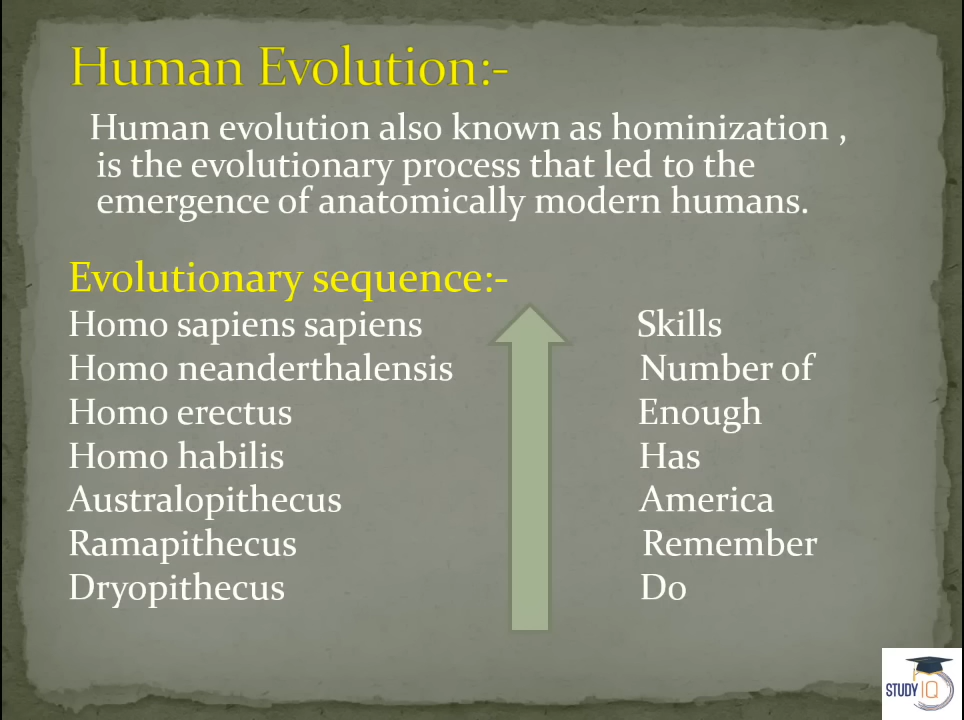 Human Evolution:-
Human evolution also known as hominization ,
is the evolutionary process that led to the
emergence of anatomically modern humans.
Evolutionary sequence:-
Homo sapiens sapiens Skills
Homo neanderthalensis Number of
Homo erectus Enough
Homo habilis Has
Australopithecus America
Ramapithecus Remember
Dryopithecus Do
STUDY IQ